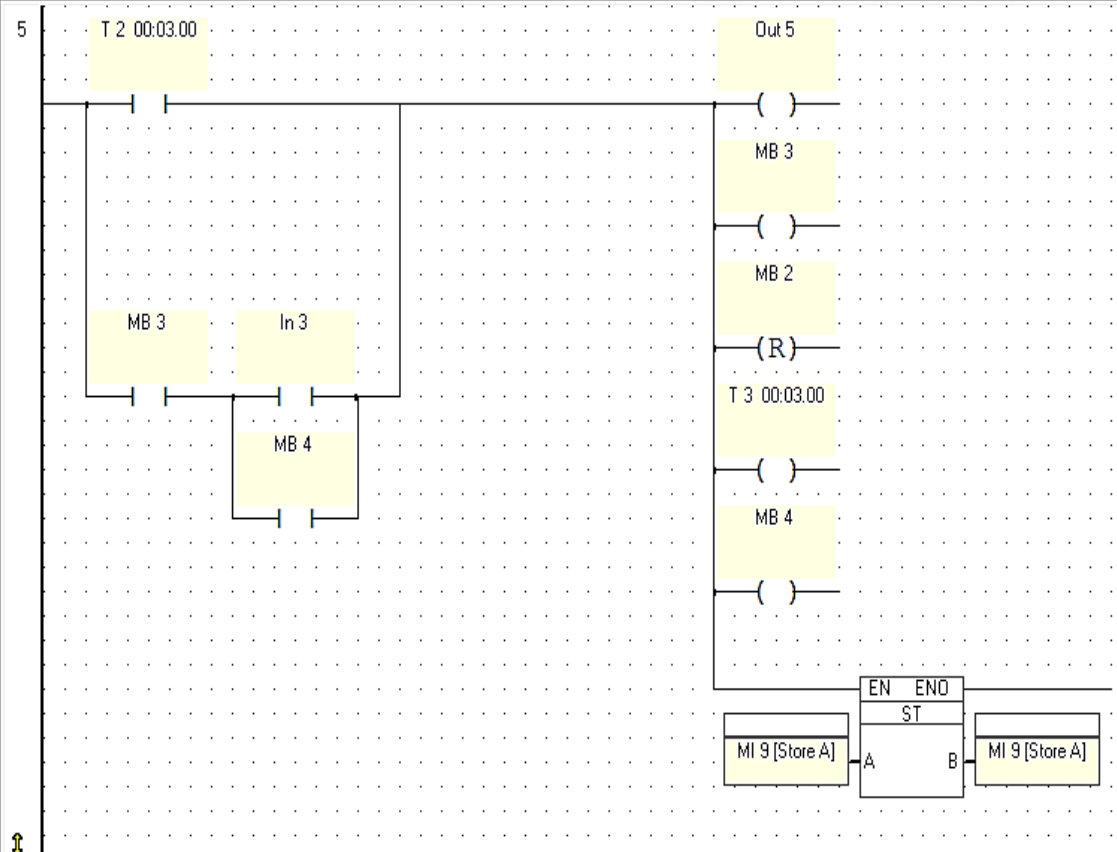 5
T 2 00:03.00
Out 5
MB 3
MB 2
MB 3
In 3
(R)
T 3 00:03.00
MB 4
MB 4
EN ENO
ST
MI 9 [Store A]
A
B
MI 9 [Store A]